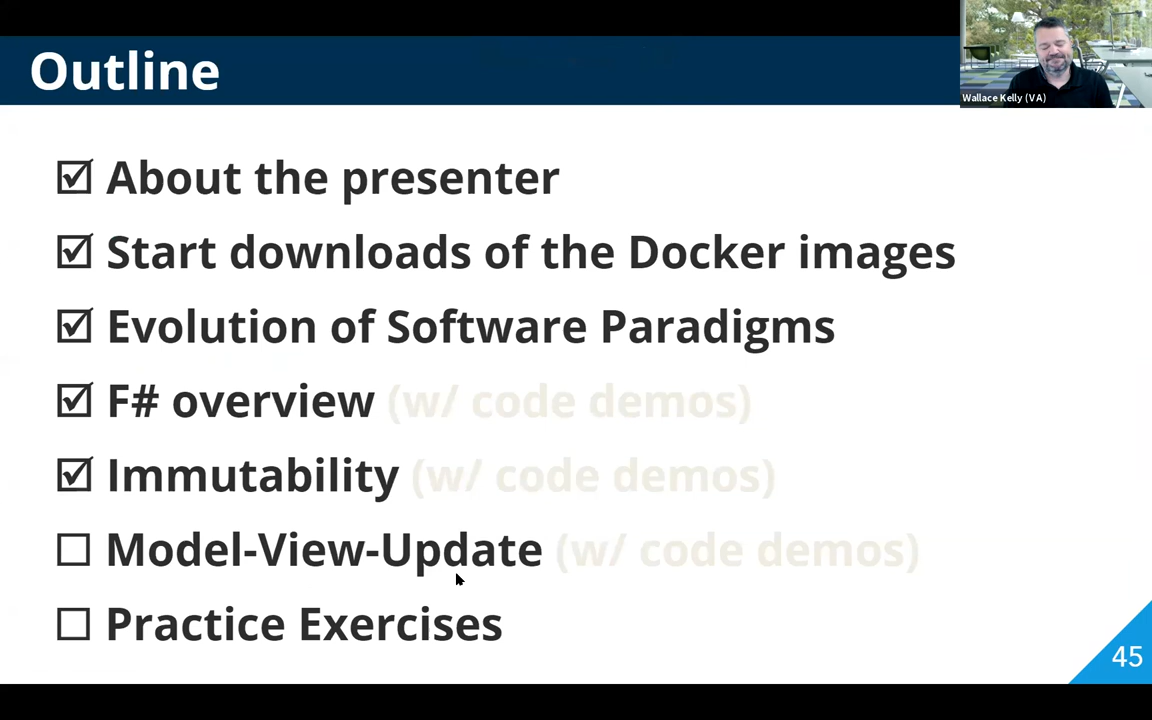 Outline
Wallace Kelly (VA)
☑ About the presenter
☑ Start downloads of the Docker images
☑ Evolution of Software Paradigms
☑ F# overview (w/ code demos)
☑ Immutability (w/ code demos)
☐ Model-View-Update (w/ code demos)
☐ Practice Exercises
45